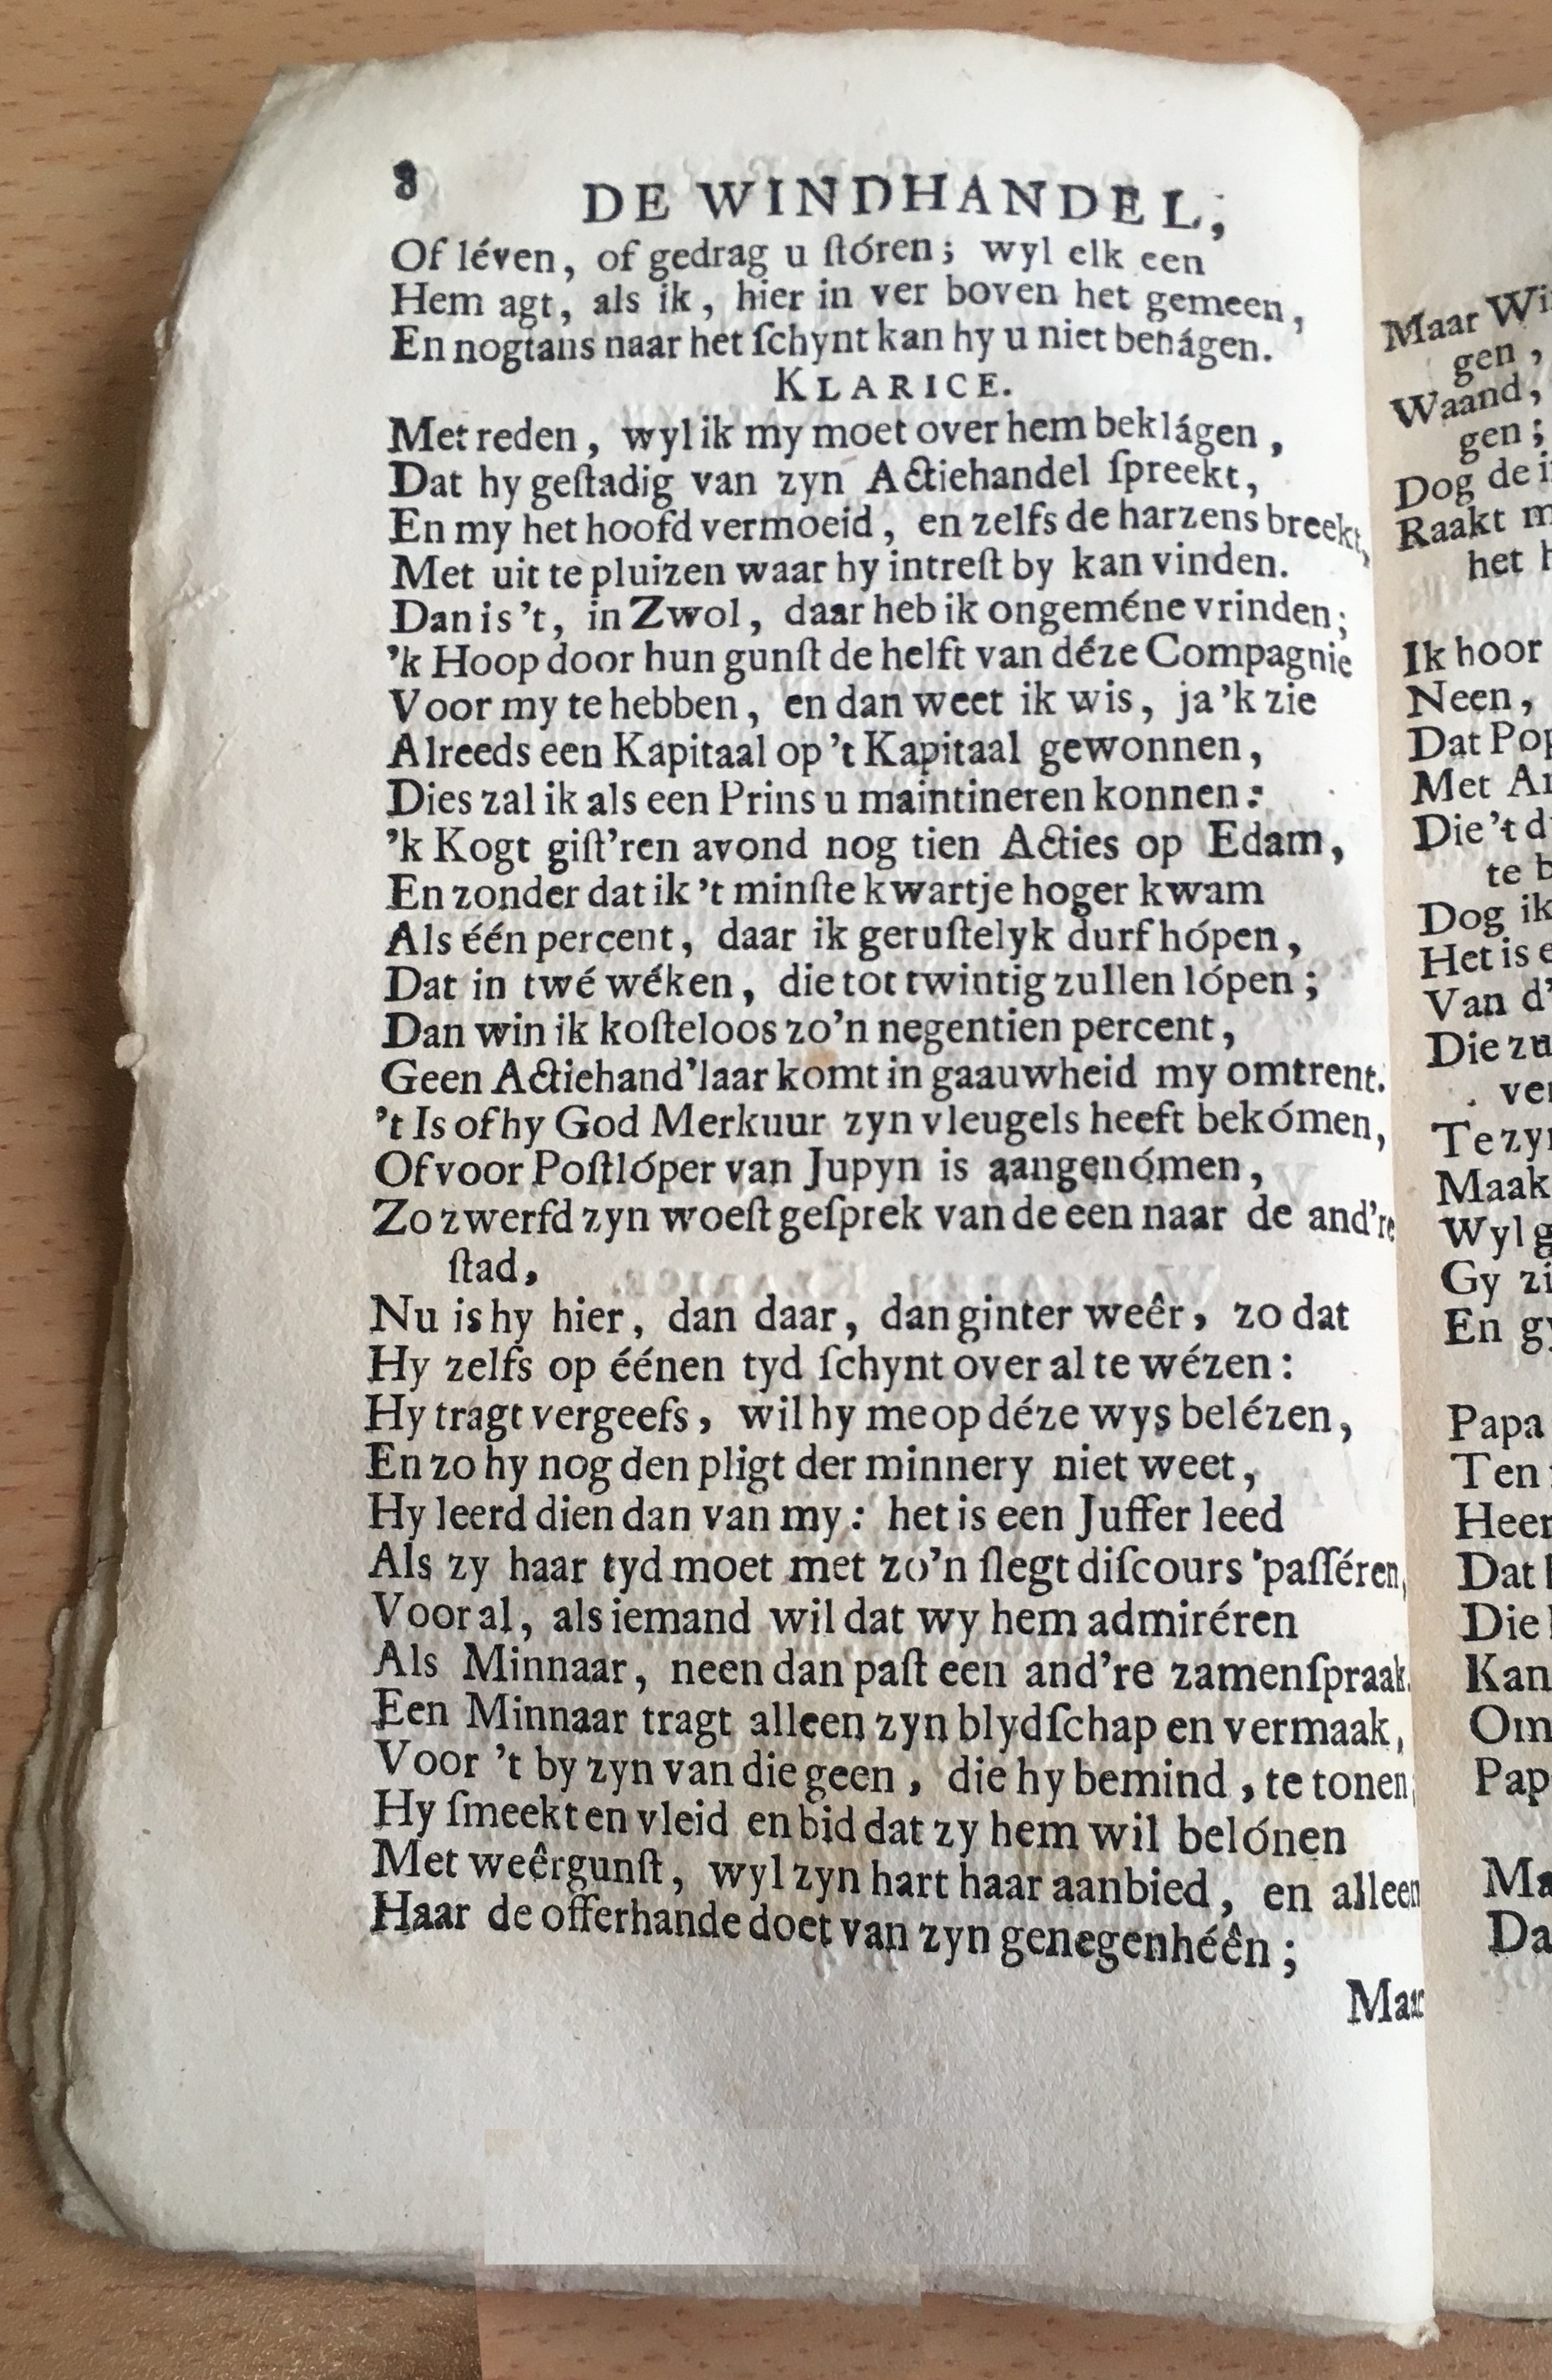 8 DE WINDHANDEL,
Of léven, of gedrag u ſtóren; wyl elk een
Hem agt, als ik, hier in ver boven het gemeen,
En nogtans naar het ſchynt kan hy u niet behágen.
KLARICE.
Met reden, wyl ik my moet over hem beklágen,
Dat hy geſtadig van zyn Actiehandel ſpreekt,
En my het hoofd vermoeid, en zelfs de harzens breekt,
Met uit te pluizen waar hy intreſt by kan vinden.
Dan is 't, in Zwol, daar heb ik ongeméne vrinden;
'k Hoop door hun gunſt de helft van déze Compagnie
Voor my te hebben, en dan weet ik wis, ja 'k zie
Alreeds een Kapitaal op 't Kapitaal gewonnen,
Dies zal ik als een Prins u maintineren konnen:
'k Kogt giſt'ren avond nog tien Acties op Edam,
En zonder dat ik 't minſte kwartje hoger kwam
Als één percent, daar ik geruſtelyk durf hópen,
Dat in twé wéken, die tot twintig zullen lópen;
Dan win ik koſteloos zo'n negentien percent,
Geen Actiehand'laar komt in gaauwheid my omtrent.
't Is of hy God Merkuur zyn vleugels heeft bekómen,
Of voor Poſtlóper van Jupyn is aangenómen,
Zo zwerfd zyn woeſt geſprek van de een naar de and're
ſtad,
Nu is hy hier, dan daar, dan ginter weêr, zo dat
Hy zelfs op éénen tyd ſchynt over al te wézen:
Hy tragt vergeefs, wil hy me op déze wys belézen,
En zo hy nog den pligt der minnery niet weet,
Hy leerd dien dan van my: het is een Juffer leed
Als zy haar tyd moet met zo'n ſlegt diſcours 'paſſéren,
Voor al, als iemand wil dat wy hem admiréren
Als Minnaar, neen dan paſt een and're zamenſpraak.
Een Minnaar tragt alleen zyn blydſchap en vermaak,
Voor 't by zyn van die geen, die hy bemind, te tonen;
Hy ſmeekt en vleid en bid dat zy hem wil belónen
Met weêrgunſt, wyl zyn hart haar aanbied, en alleen
Haar de offerhande doet van zyn genegenhéên;
Maar
Maar
gen,
Waand,
gen;
Dog de
Raakt
het
Ik hoor
Neen,
Dat
Met
Die 't
te
Dog ik
Het is
Van d'
Die
Te
Maak
Wyl
Gy
En
Papa
Ten
Heer
Dat
Die
Kan